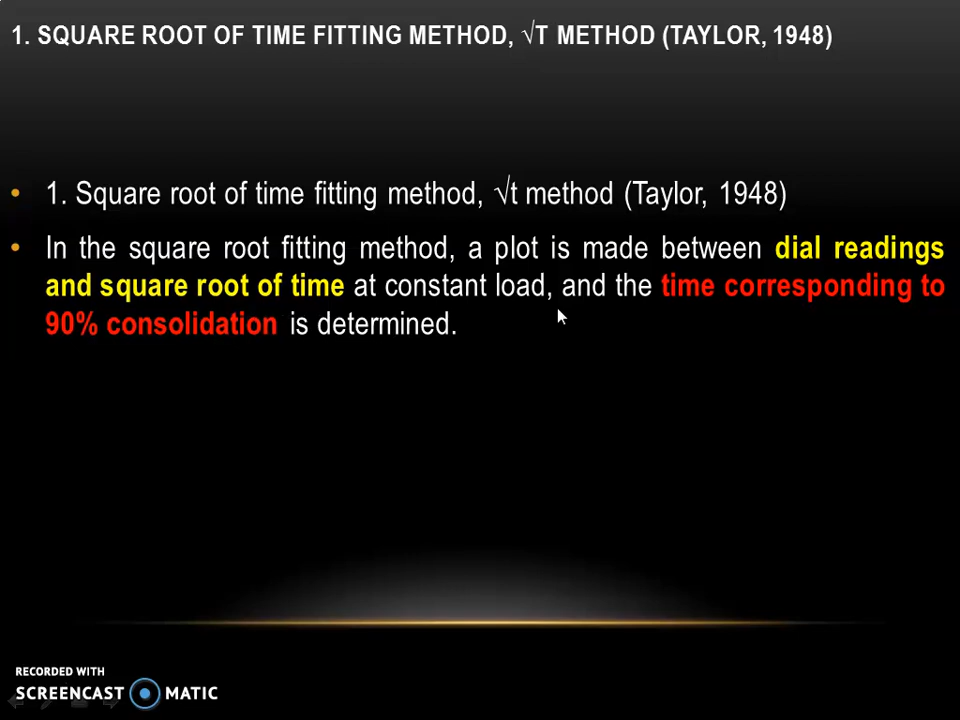 1. SQUARE ROOT OF TIME FITTING METHOD, √T METHOD (TAYLOR, 1948)
• 1. Square root of time fitting method, √t method (Taylor, 1948)
• In the square root fitting method, a plot is made between dial readings
and square root of time at constant load, and the time corresponding to
90% consolidation is determined.
RECORDED WITH
SCREENCAST MATIC